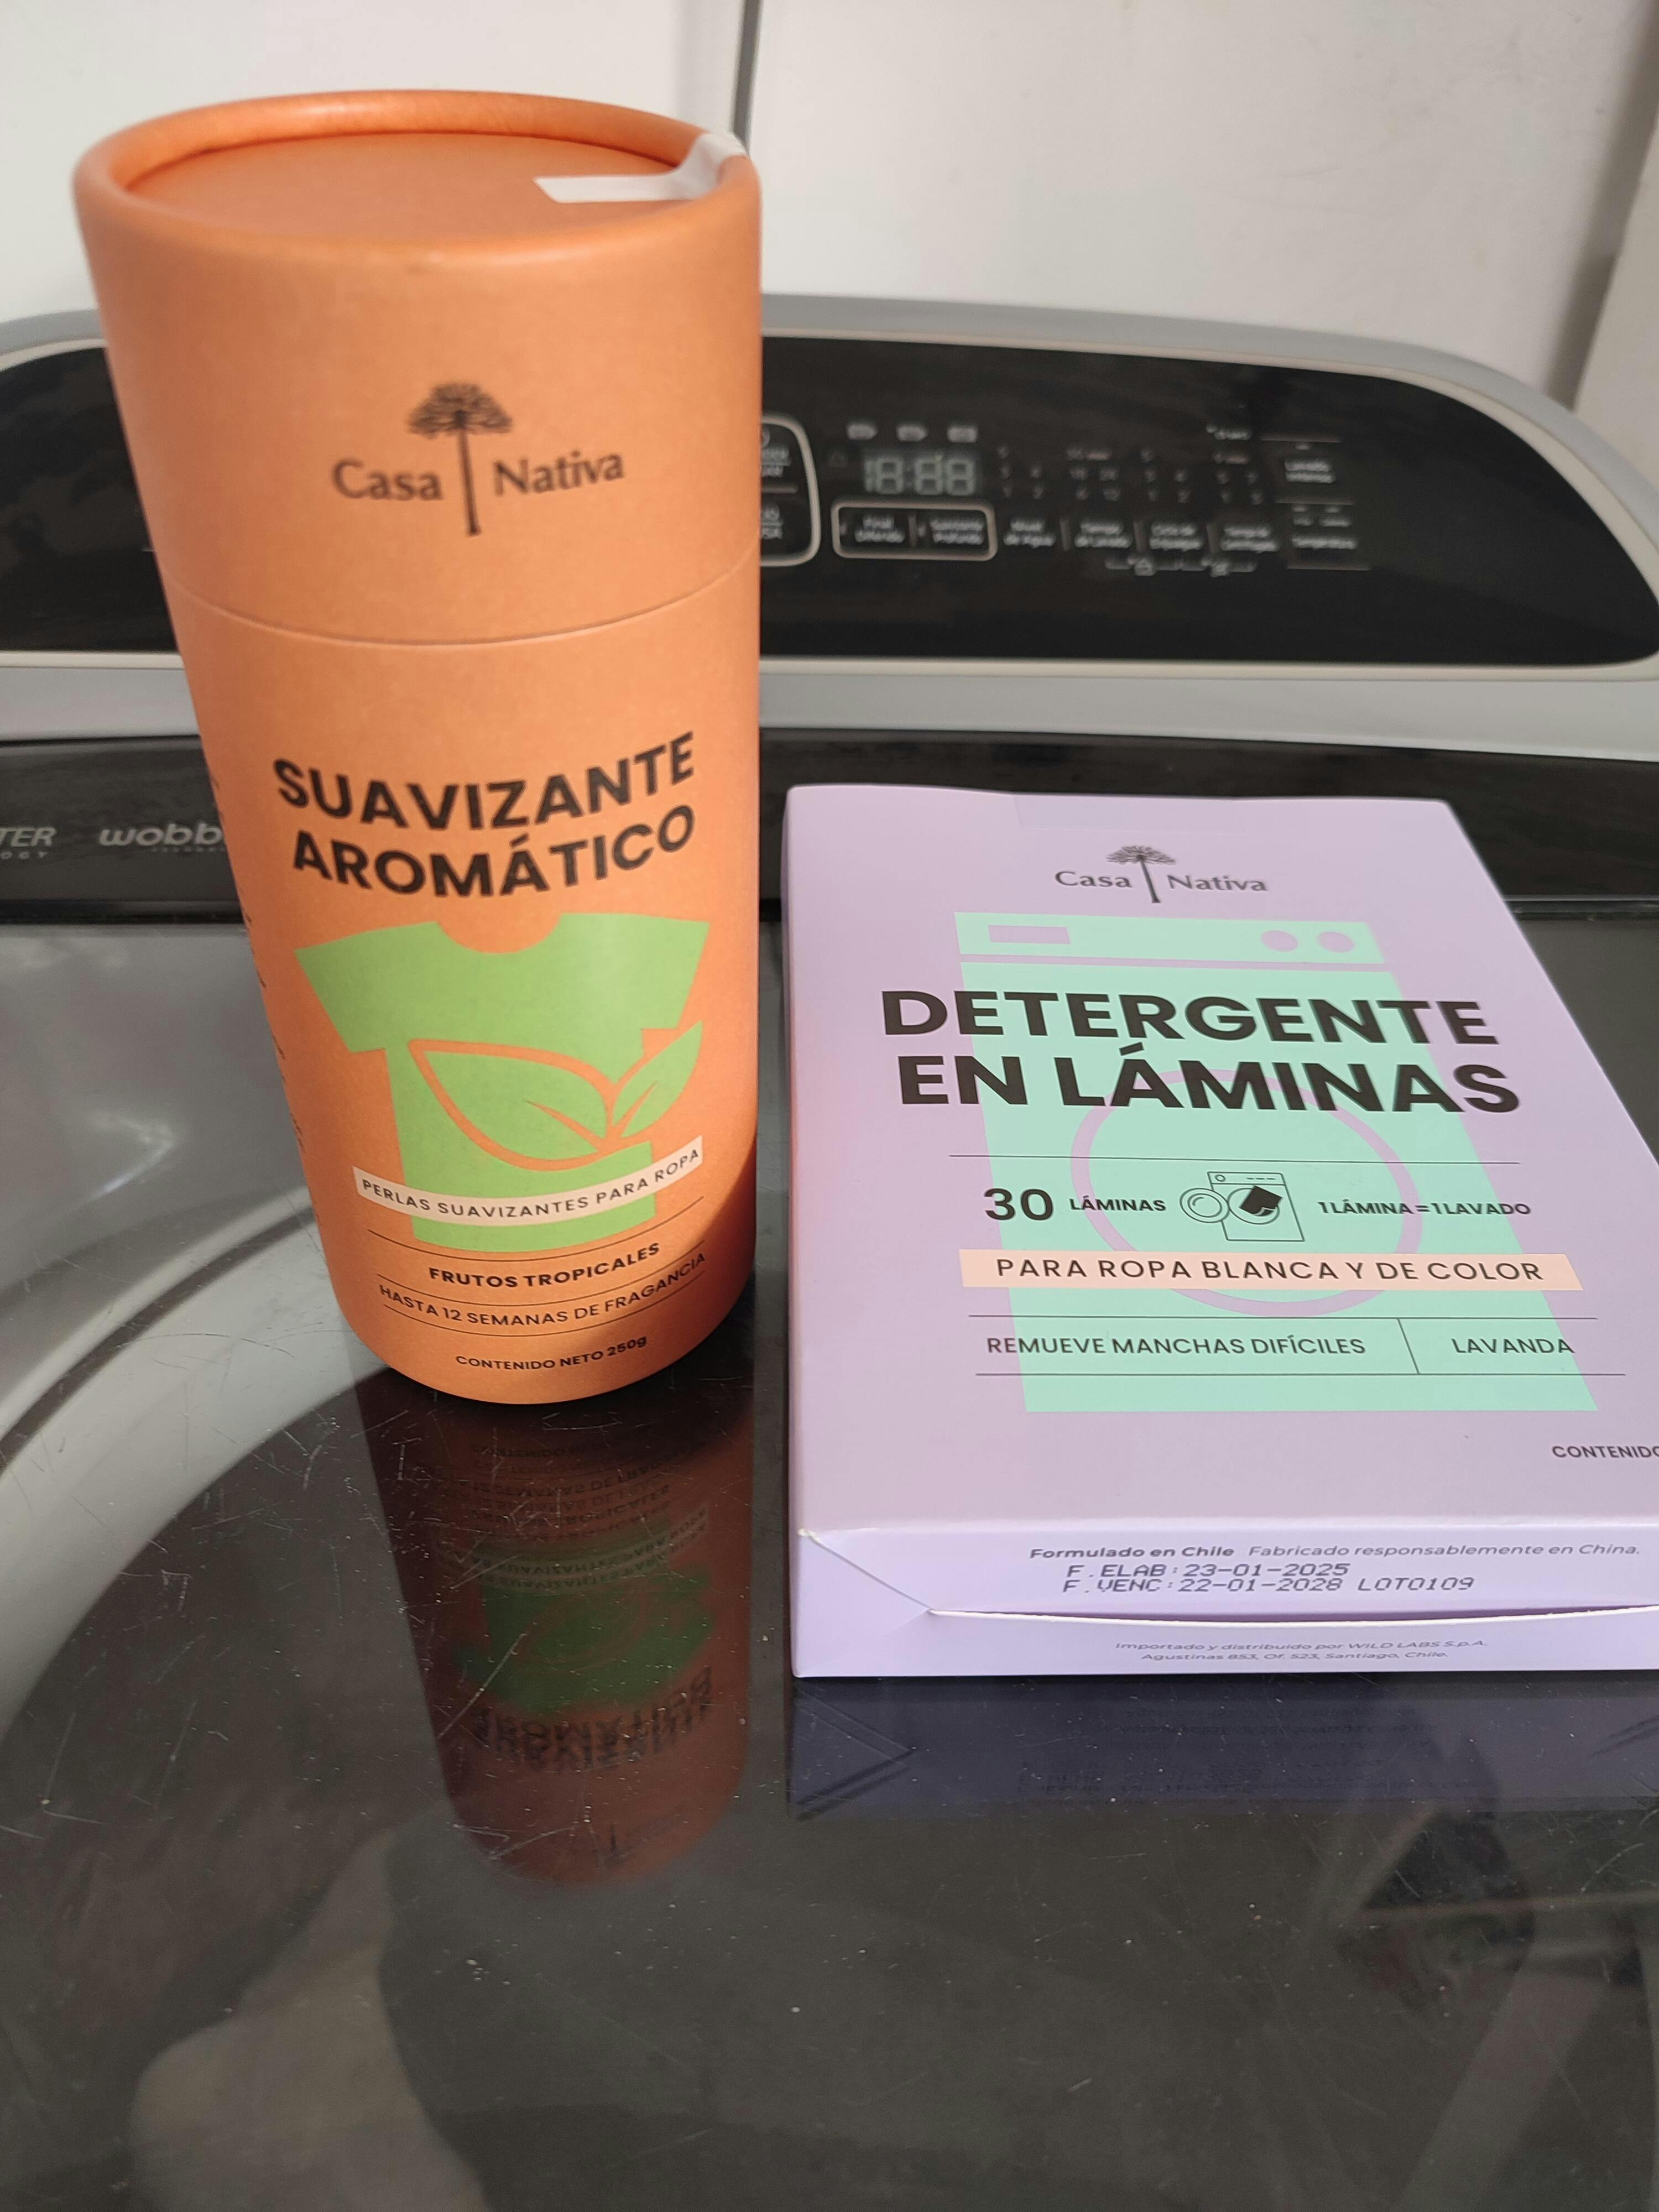 Casa Nativa
SUAVIZANTE
AROMÁTICO
PERLAS SUAVIZANTES PARA ROPA
FRUTOS TROPICALES
HASTA 12 SEMANAS DE FRAGANCIA
CONTENIDO NETO 250g
Casa Nativa
DETERGENTE
EN LÁMINAS
30 LÁMINAS 1 LÁMINA = 1 LAVADO
PARA ROPA BLANCA Y DE COLOR
REMUEVE MANCHAS DIFÍCILES LAVANDA
CONTENIDO
Formulado en Chile Fabricado responsablemente en China.
F.ELAB:23-01-2025
F.VENC:22-01-2028 LOT0109
Importado y distribuido por WILD LABS S.p.A.
Agustinas 853, Of. 523, Santiago, Chile.